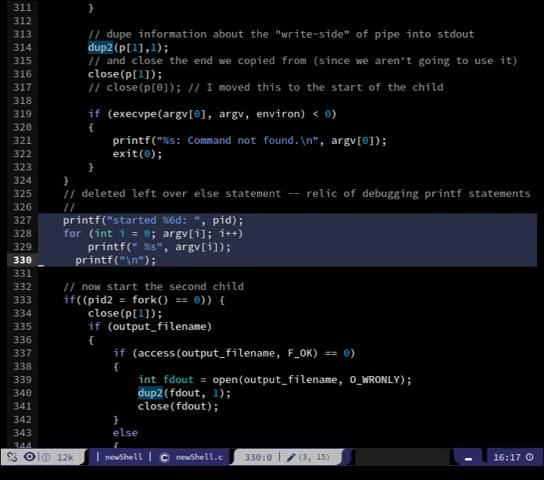 311         }
312
313         // dupe information about the "write-side" of pipe into stdout
314         dup2(p[1],1);
315         // and close the end we copied from (since we aren't going to use it)
316         close(p[1]);
317         // close(p[0]); // I moved this to the start of the child
318
319         if (execvpe(argv[0], argv, environ) < 0)
320         {
321             printf("%s: Command not found.\n", argv[0]);
322             exit(0);
323         }
324     }
325     // deleted left over else statement -- relic of debugging printf statements
326     //
327     printf("started %6d: ", pid);
328     for (int i = 0; argv[i]; i++)
329         printf(" %s", argv[i]);
330       printf("\n");
331
332     // now start the second child
333     if((pid2 = fork() == 0)) {
334         close(p[1]);
335         if (output_filename)
336         {
337             if (access(output_filename, F_OK) == 0)
338             {
339                 int fdout = open(output_filename, O_WRONLY);
340                 dup2(fdout, 1);
341                 close(fdout);
342             }
343             else
344             {
12k | newShell | newShell.c 330:0 | (3, 15) 16:17